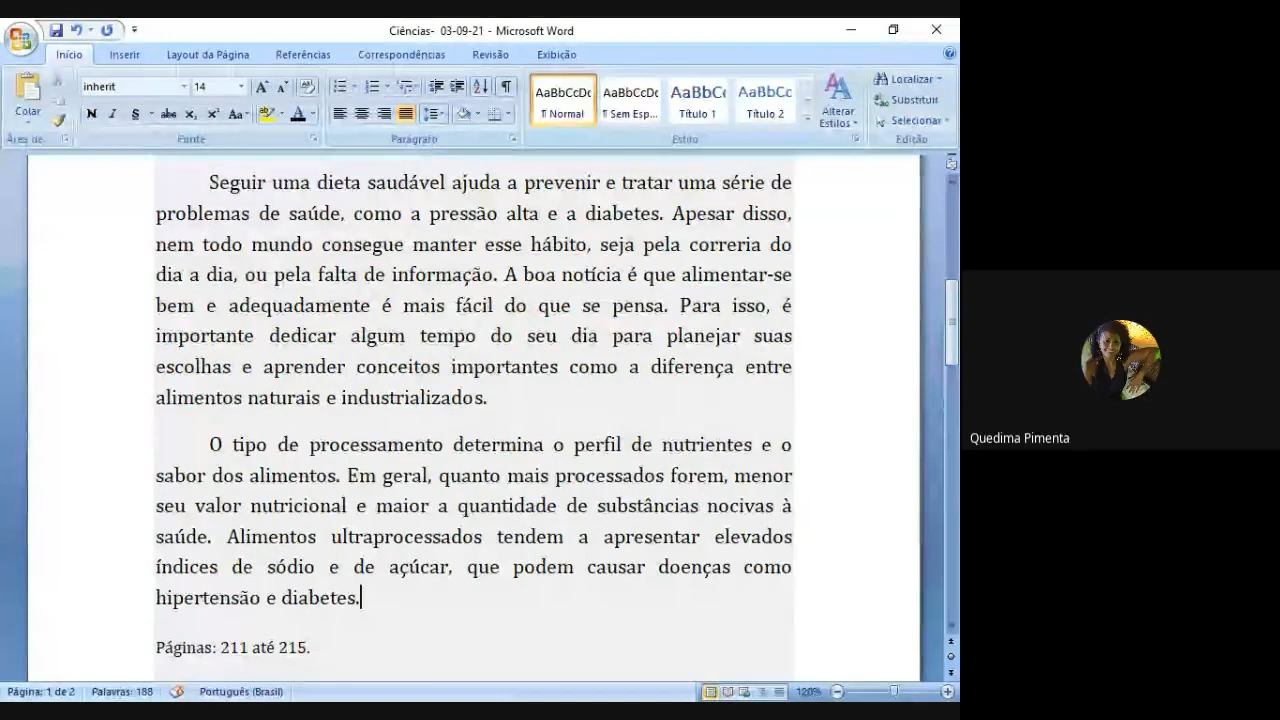 Ciências- 03-09-21 - Microsoft Word
Início Inserir Layout da Página Referências Correspondências Revisão Exibição
inherit 14
Colar
N I S abc x₂ x² Aa A
AaBbCcDc AaBbCcDc AaBbCc AaBbCc
¶ Normal ¶ Sem Esp... Título 1 Título 2
Alterar Estilos
Localizar
Substituir
Selecionar
Área de... Fonte Parágrafo Estilo Edição
Seguir uma dieta saudável ajuda a prevenir e tratar uma série de
problemas de saúde, como a pressão alta e a diabetes. Apesar disso,
nem todo mundo consegue manter esse hábito, seja pela correria do
dia a dia, ou pela falta de informação. A boa notícia é que alimentar-se
bem e adequadamente é mais fácil do que se pensa. Para isso, é
importante dedicar algum tempo do seu dia para planejar suas
escolhas e aprender conceitos importantes como a diferença entre
alimentos naturais e industrializados.
O tipo de processamento determina o perfil de nutrientes e o
sabor dos alimentos. Em geral, quanto mais processados forem, menor
seu valor nutricional e maior a quantidade de substâncias nocivas à
saúde. Alimentos ultraprocessados tendem a apresentar elevados
índices de sódio e de açúcar, que podem causar doenças como
hipertensão e diabetes.
Páginas: 211 até 215.
Página: 1 de 2 Palavras: 188 Português (Brasil) 120%
Quedima Pimenta